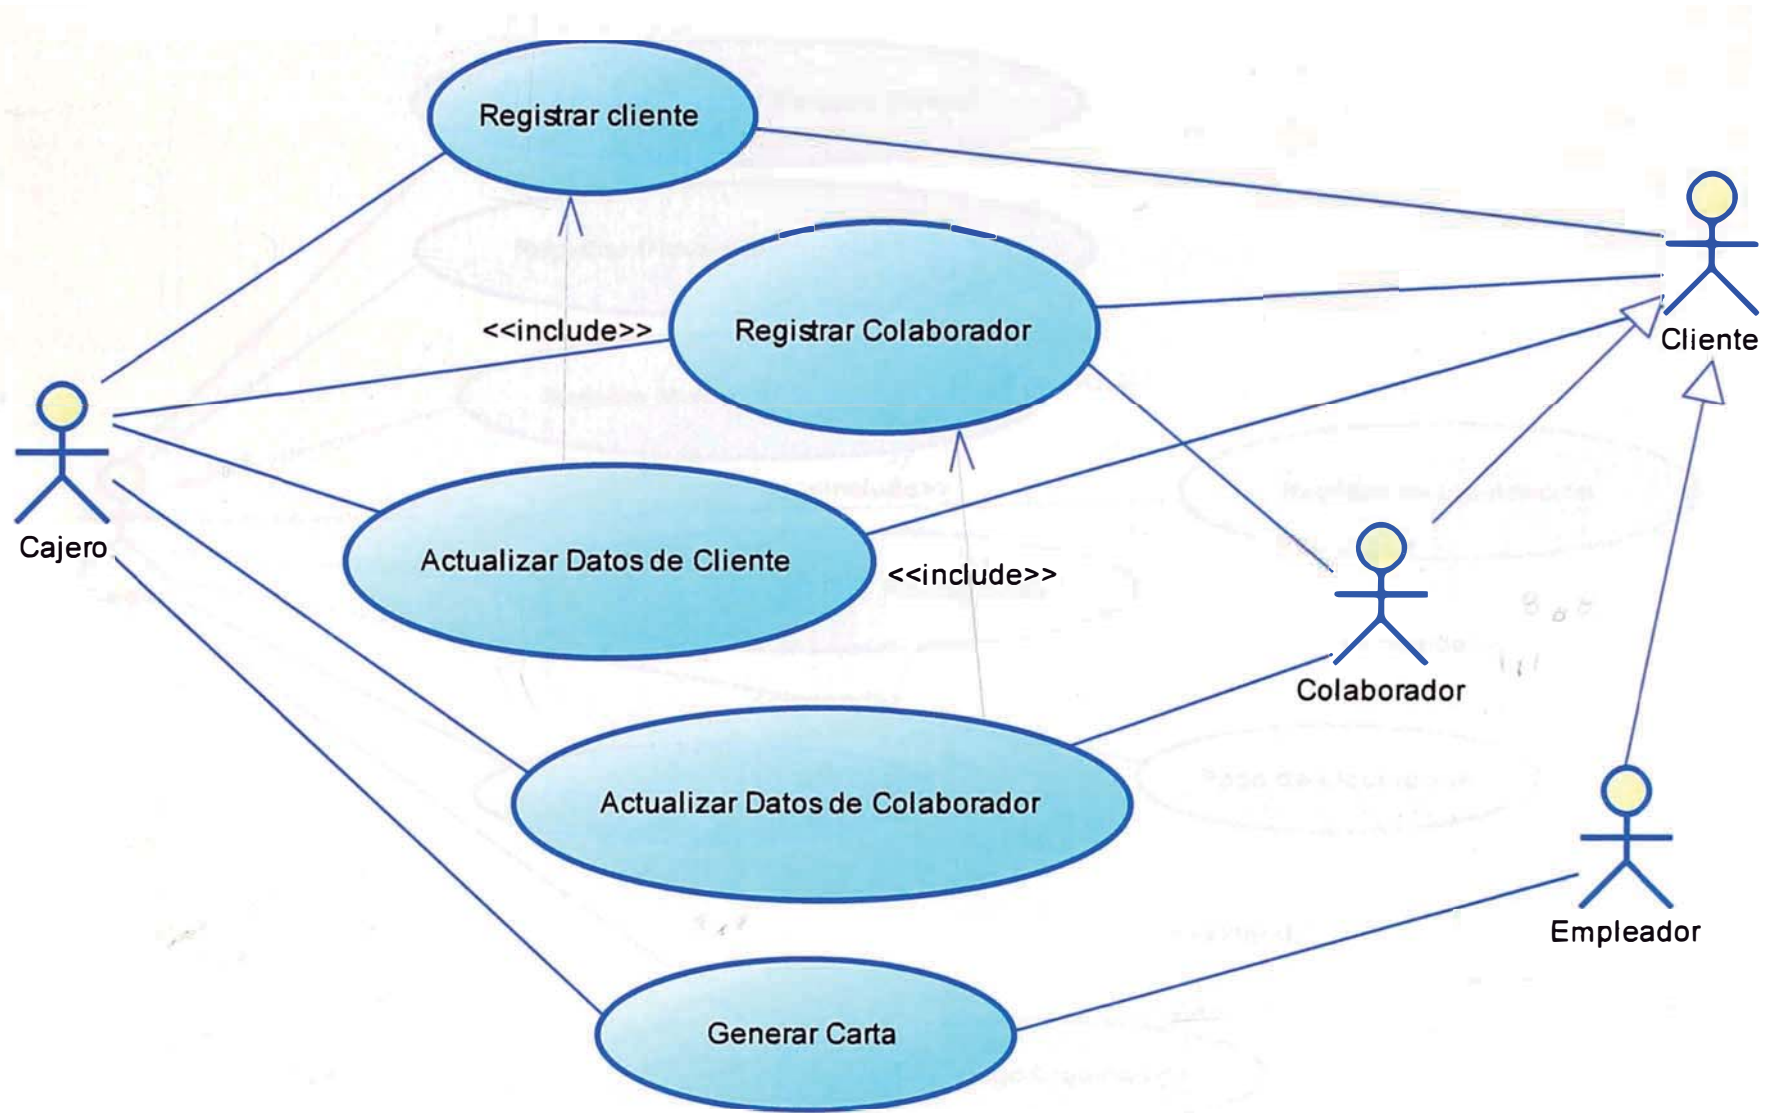 Registrar cliente
Registrar Colaborador
<<include>>
Cliente
Cajero
Actualizar Datos de Cliente
<<include>>
Colaborador
Actualizar Datos de Colaborador
Empleador
Generar Carta